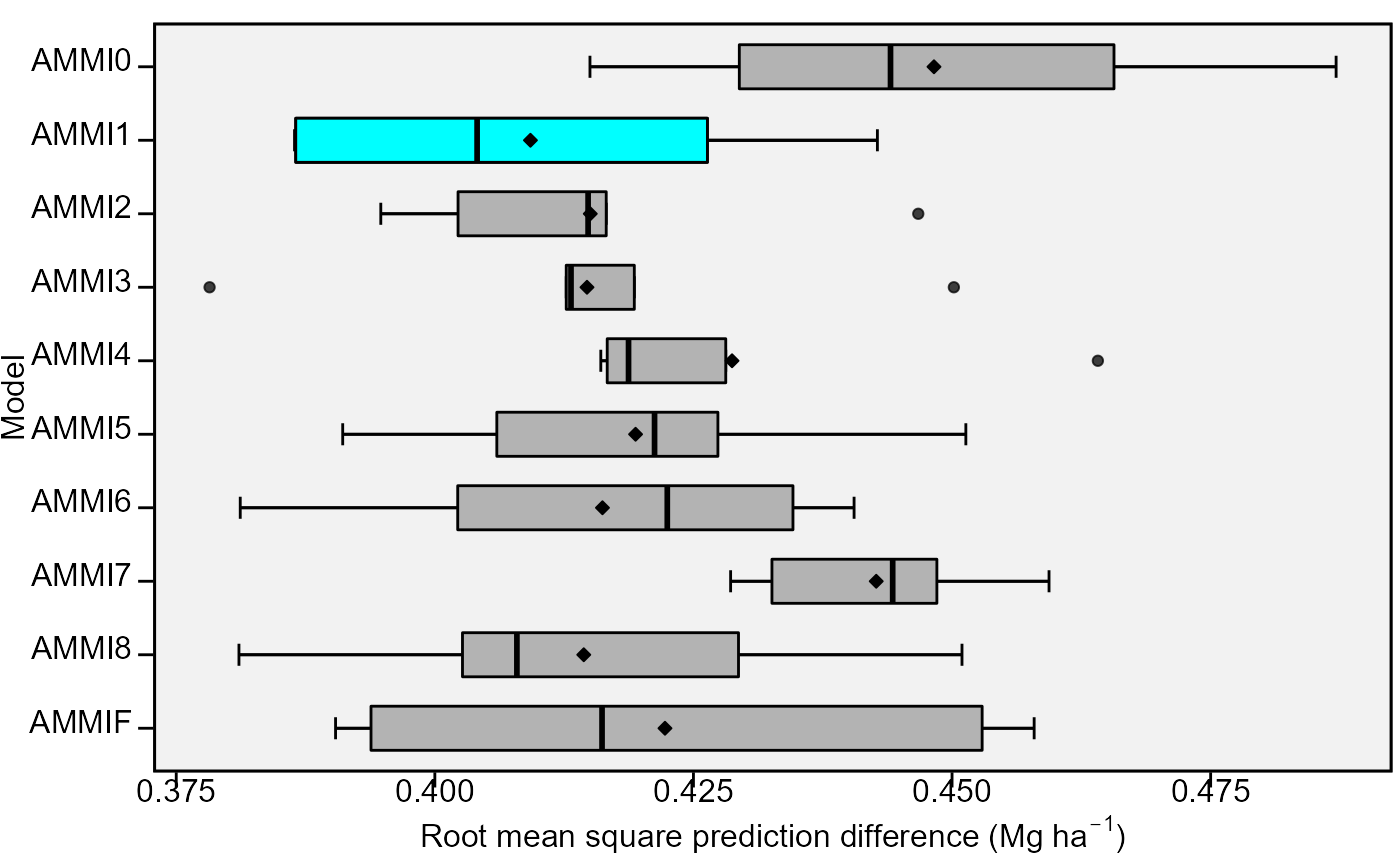 AMMI0
AMMI1
AMMI2
AMMI3
AMMI4
AMMI5
AMMI6
AMMI7
AMMI8
AMMIF
Model
0.375 0.400 0.425 0.450 0.475
Root mean square prediction difference (Mg ha⁻¹)